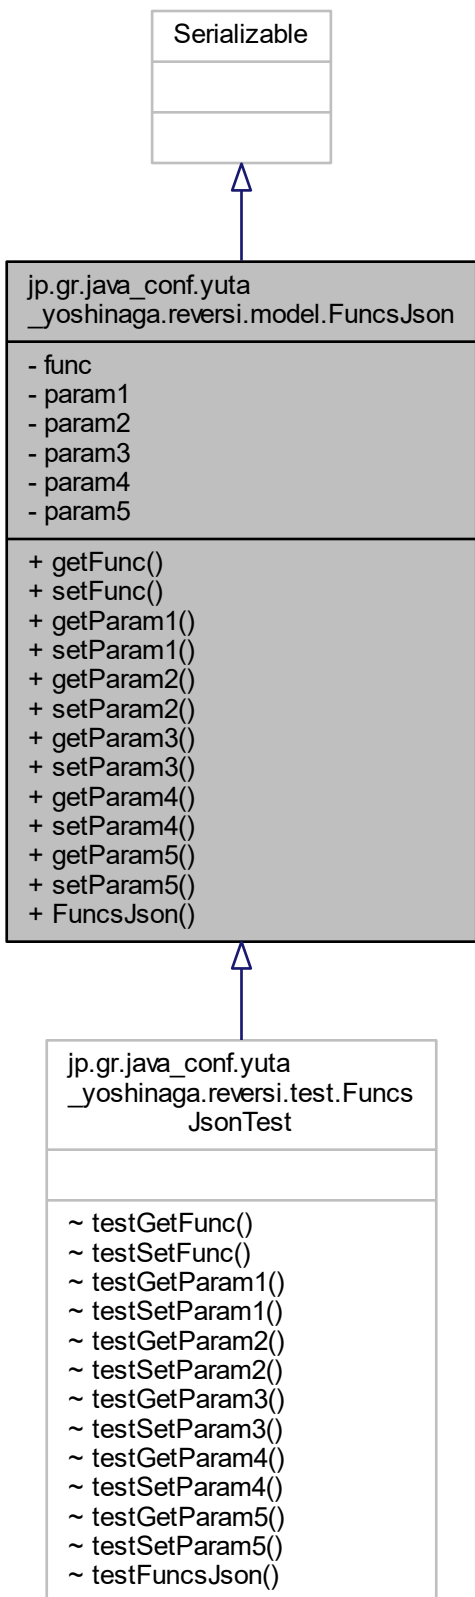 Serializable
jp.gr.java_conf.yuta
_yoshinaga.reversi.model.FuncsJson
- func
- param1
- param2
- param3
- param4
- param5
+ getFunc()
+ setFunc()
+ getParam1()
+ setParam1()
+ getParam2()
+ setParam2()
+ getParam3()
+ setParam3()
+ getParam4()
+ setParam4()
+ getParam5()
+ setParam5()
+ FuncsJson()
jp.gr.java_conf.yuta
_yoshinaga.reversi.test.Funcs
JsonTest
~ testGetFunc()
~ testSetFunc()
~ testGetParam1()
~ testSetParam1()
~ testGetParam2()
~ testSetParam2()
~ testGetParam3()
~ testSetParam3()
~ testGetParam4()
~ testSetParam4()
~ testGetParam5()
~ testSetParam5()
~ testFuncsJson()